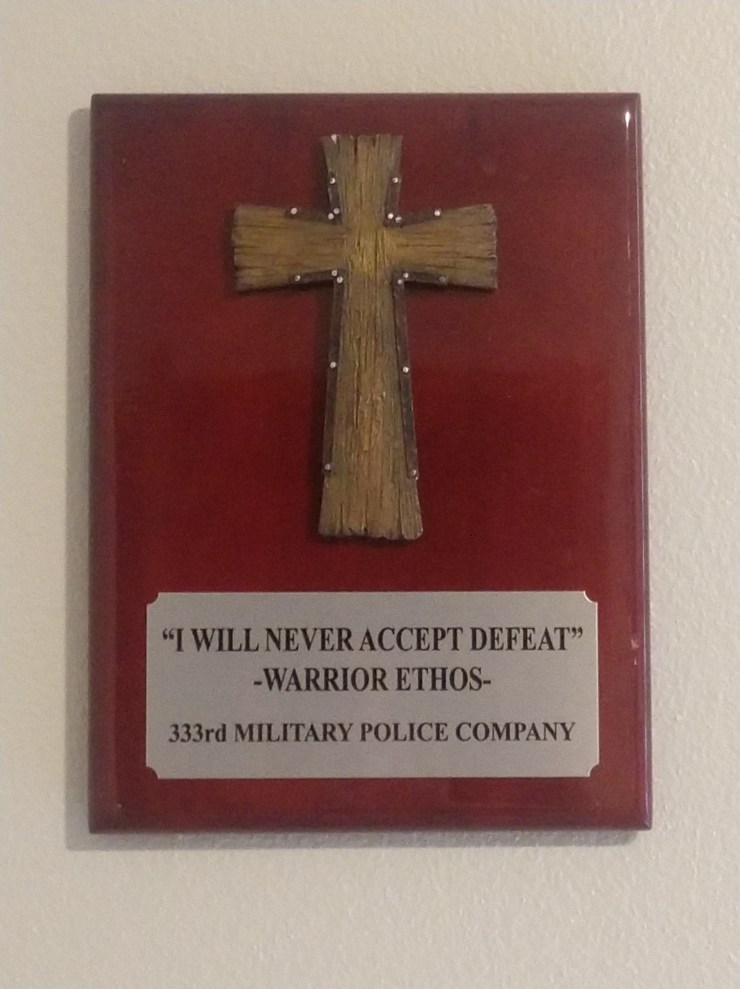 “I WILL NEVER ACCEPT DEFEAT”
-WARRIOR ETHOS-
333rd MILITARY POLICE COMPANY